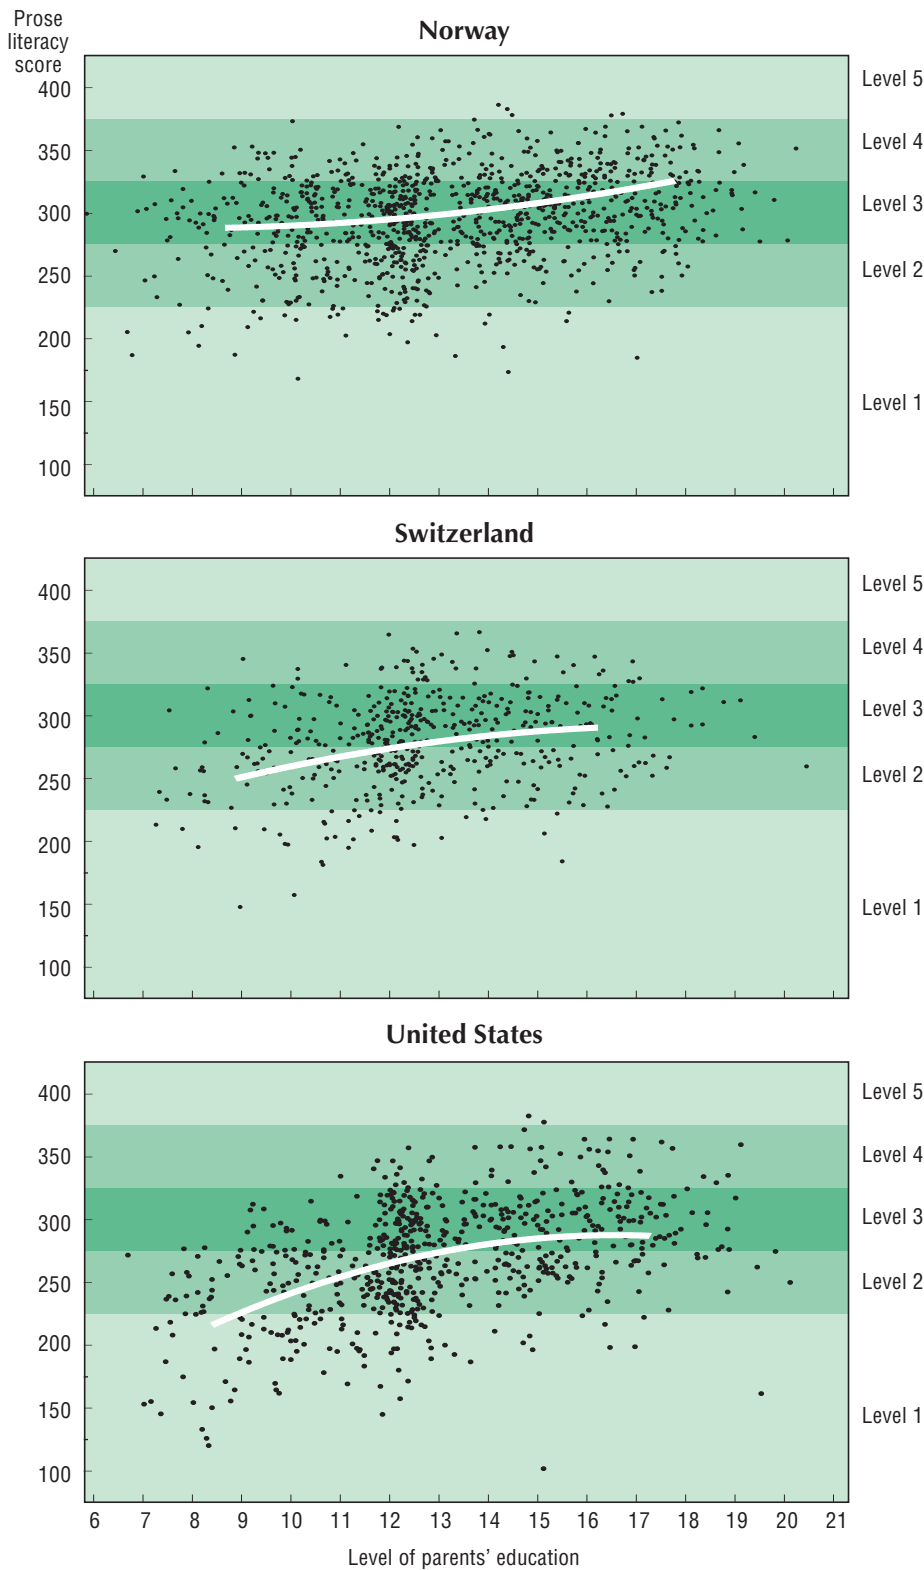 Prose
literacy
score
Norway
400
350
300
250
200
150
100
Level 5
Level 4
Level 3
Level 2
Level 1
Switzerland
400
350
300
250
200
150
100
Level 5
Level 4
Level 3
Level 2
Level 1
United States
400
350
300
250
200
150
100
Level 5
Level 4
Level 3
Level 2
Level 1
6 7 8 9 10 11 12 13 14 15 16 17 18 19 20 21
Level of parents' education